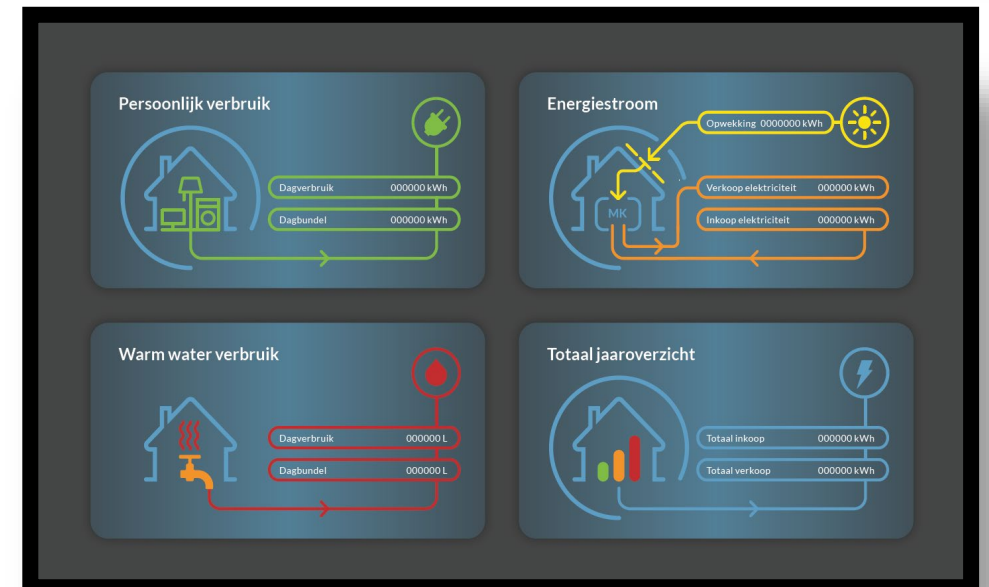 Persoonlijk verbruik
Dagverbruik 000000 kWh
Dagbundel 000000 kWh
Energiestroom
Opwekking 0000000 kWh
MK
Verkoop elektriciteit 000000 kWh
Inkoop elektriciteit 000000 kWh
Warm water verbruik
Dagverbruik 000000 L
Dagbundel 000000 L
Totaal jaaroverzicht
Totaal inkoop 000000 kWh
Totaal verkoop 000000 kWh